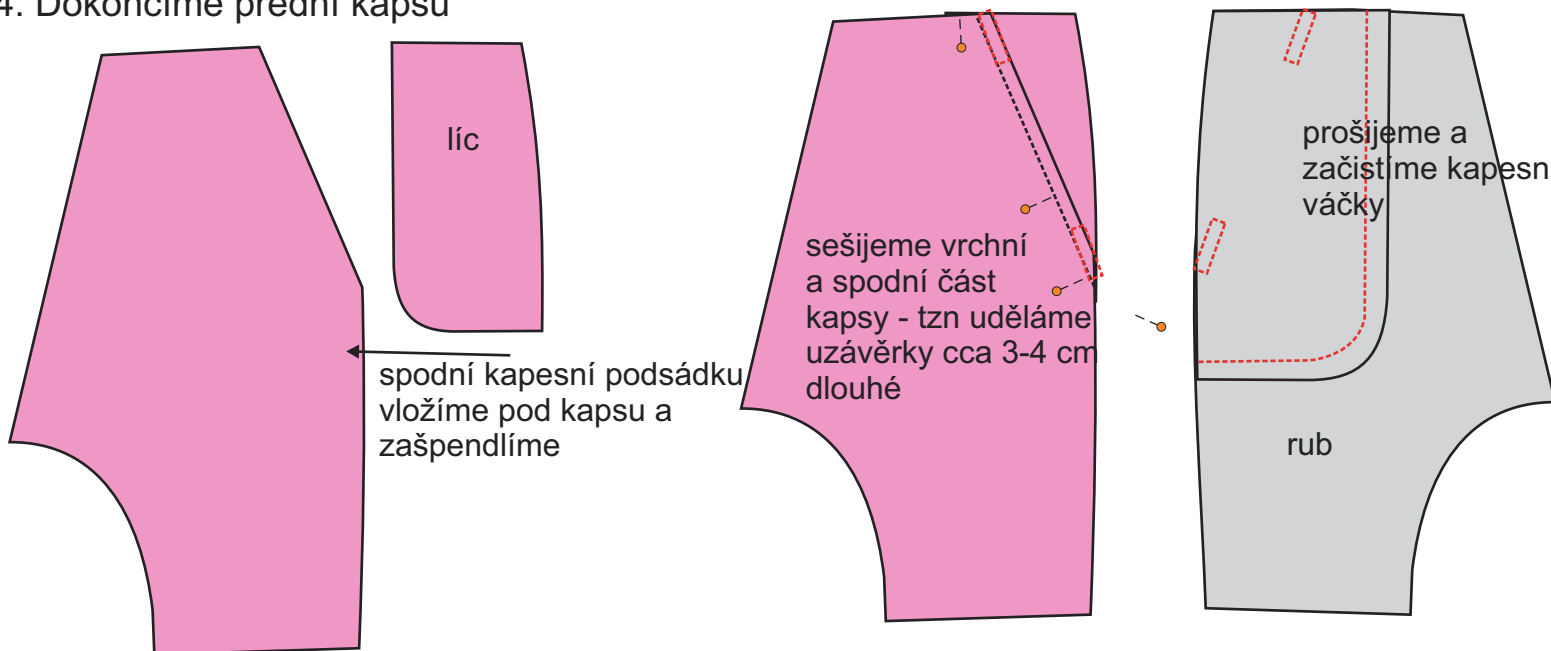 4. Dokončíme přední kapsu
líc
spodní kapesní podsádku
vložíme pod kapsu a
zašpendlíme
sešijeme vrchní
a spodní část
kapsy - tzn uděláme
uzávěrky cca 3-4 cm
dlouhé
prošijeme a
začistíme kapesn
váčky
rub